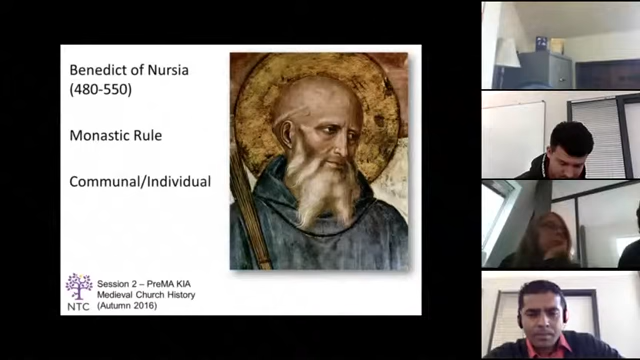 Benedict of Nursia
(480-550)
Monastic Rule
Communal/Individual
Session 2 – PreMA KIA
Medieval Church History
(Autumn 2016)
NTC